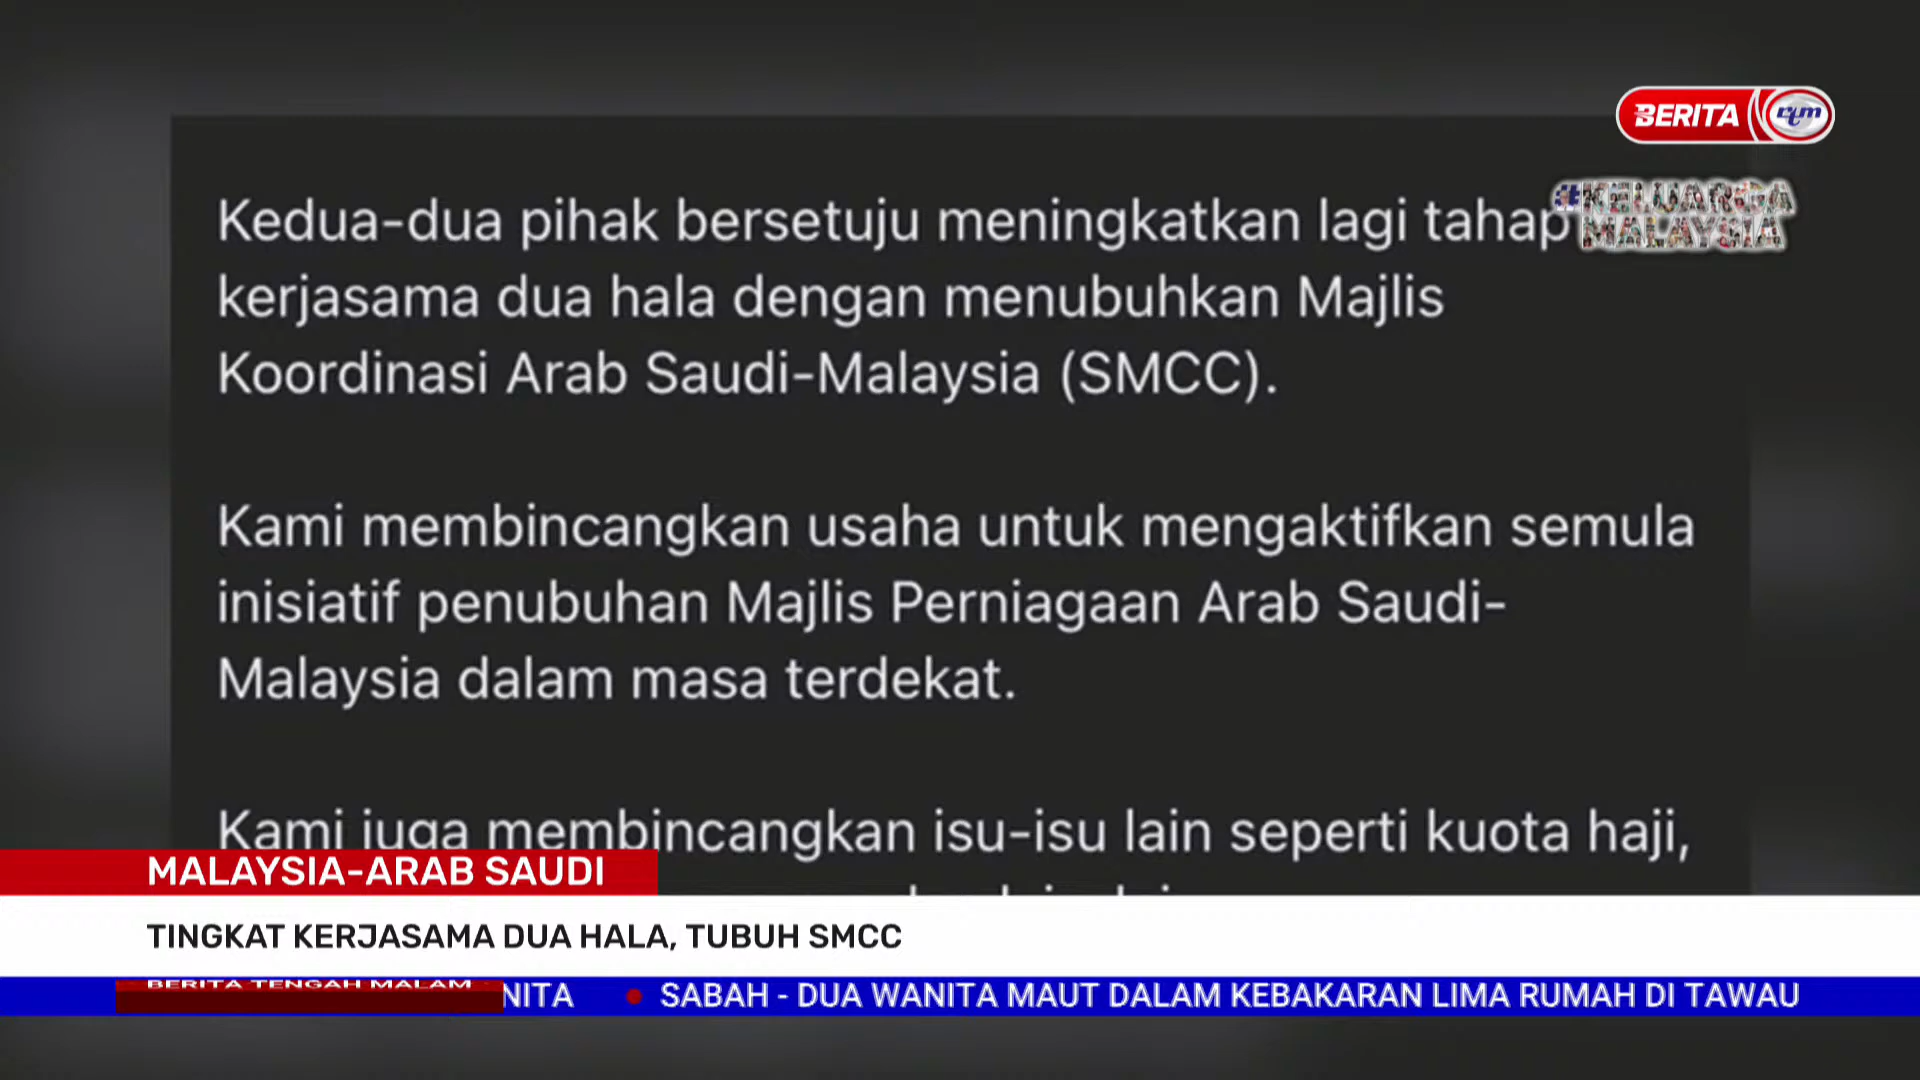 BERITA rtm
#KELUARGA
MALAYSIA
Kedua-dua pihak bersetuju meningkatkan lagi tahap
kerjasama dua hala dengan menubuhkan Majlis
Koordinasi Arab Saudi-Malaysia (SMCC).
Kami membincangkan usaha untuk mengaktifkan semula
inisiatif penubuhan Majlis Perniagaan Arab Saudi-
Malaysia dalam masa terdekat.
Kami juga membincangkan isu-isu lain seperti kuota haji,
MALAYSIA-ARAB SAUDI
TINGKAT KERJASAMA DUA HALA, TUBUH SMCC
BERITA TENGAH MALAM
NITA • SABAH - DUA WANITA MAUT DALAM KEBAKARAN LIMA RUMAH DI TAWAU